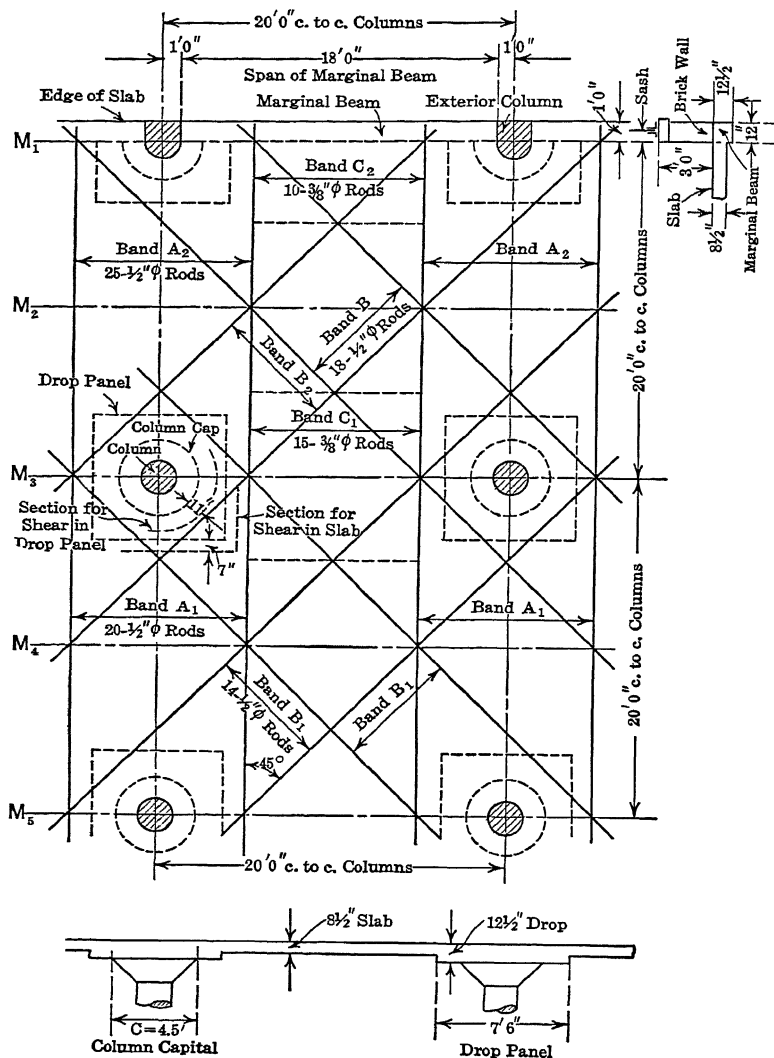 20'0" c. to c. Columns
1'0"
18'0"
1'0"
Span of Marginal Beam
Edge of Slab
Marginal Beam
Exterior Column
1'0"
Sash
Brick Wall
12½"
12"
3'0"
Slab
8½"
Marginal Beam
M₁
Band C₂
10-⅜"φ Rods
Band A₂
25-½"φ Rods
Band A₂
M₂
Band B
18-½"φ Rods
Band B₂
20'0" c. to c. Columns
Drop Panel
Column Cap
Column
Band C₁
15-⅜"φ Rods
M₃
11"
Section for
Shear in
Drop Panel
Section for
Shear in Slab
7"
Band A₁
20-½"φ Rods
Band A₁
M₄
20'0" c. to c. Columns
Band B₁
14-½"φ Rods
Band B₁
45°
M₅
20'0" c. to c. Columns
8½" Slab
12½" Drop
C=4.5'
Column Capital
7'6"
Drop Panel